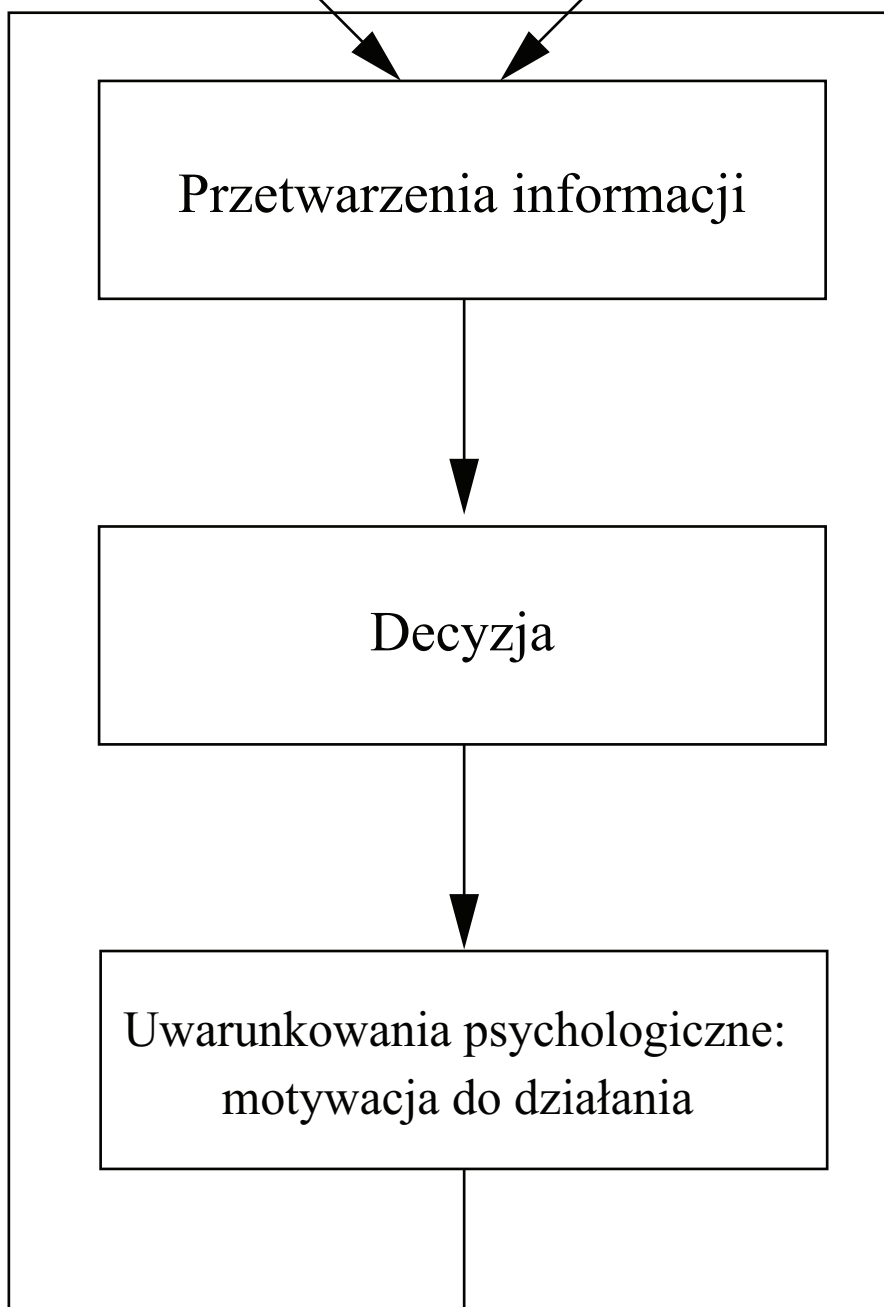 Przetwarzenia informacji
Decyzja
Uwarunkowania psychologiczne:
motywacja do działania